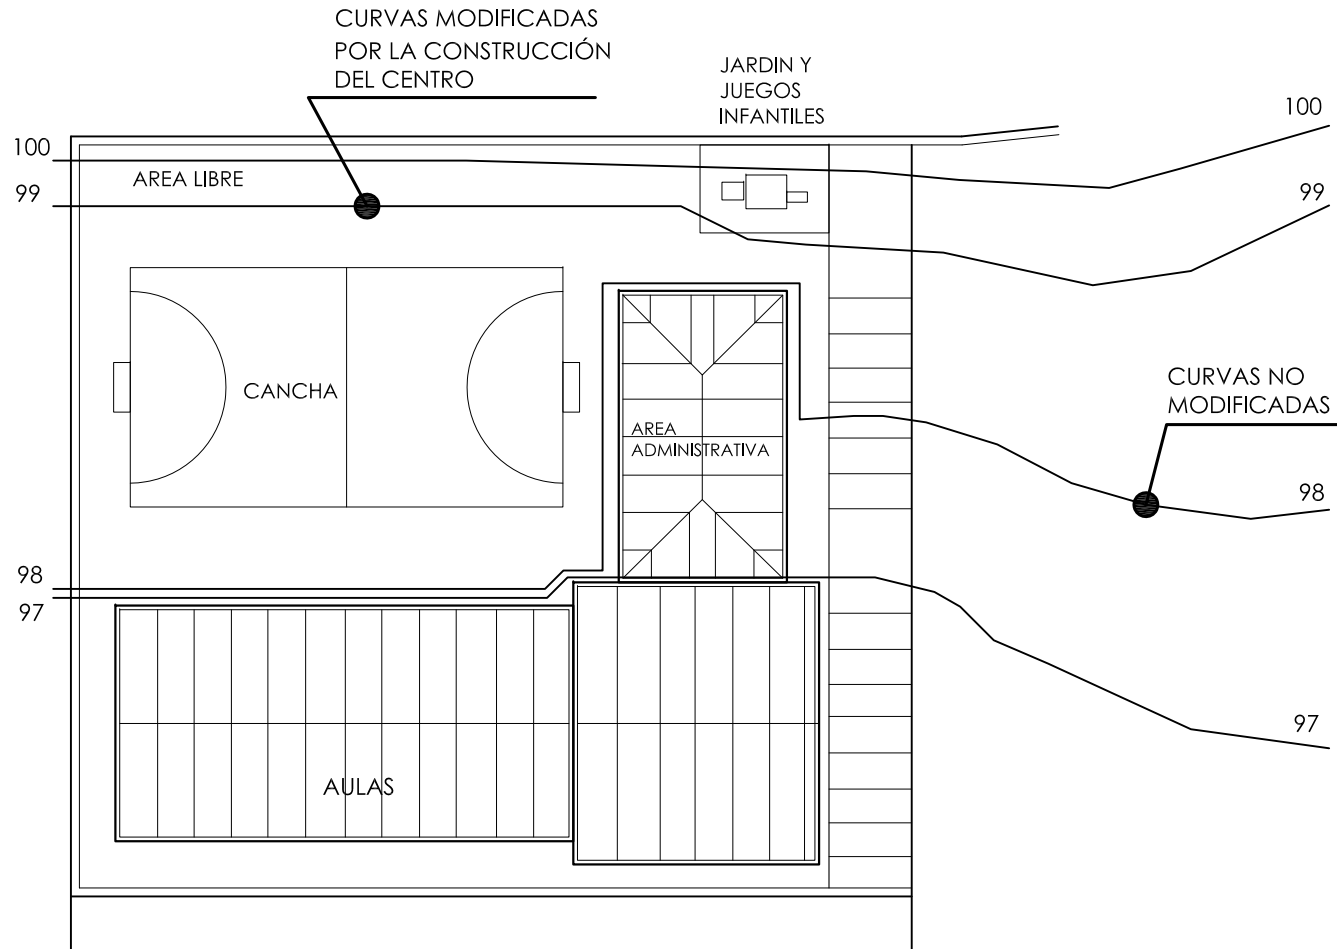 CURVAS MODIFICADAS
POR LA CONSTRUCCIÓN
DEL CENTRO
JARDIN Y
JUEGOS
INFANTILES
100
100
AREA LIBRE
99
99
CANCHA
AREA
ADMINISTRATIVA
CURVAS NO
MODIFICADAS
98
98
97
97
AULAS